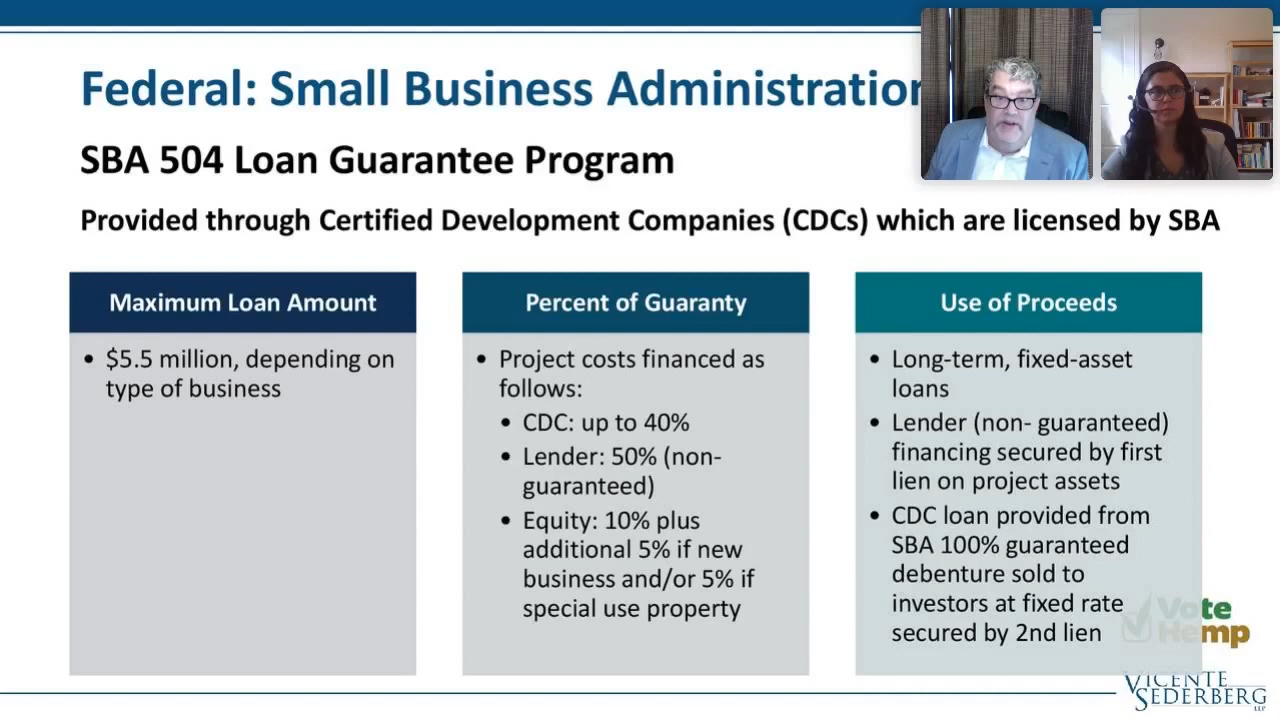 Federal: Small Business Administration
SBA 504 Loan Guarantee Program
Provided through Certified Development Companies (CDCs) which are licensed by SBA
Maximum Loan Amount
• $5.5 million, depending on
type of business
Percent of Guaranty
• Project costs financed as
follows:
• CDC: up to 40%
• Lender: 50% (non-
guaranteed)
• Equity: 10% plus
additional 5% if new
business and/or 5% if
special use property
Use of Proceeds
• Long-term, fixed-asset
loans
• Lender (non- guaranteed)
financing secured by first
lien on project assets
• CDC loan provided from
SBA 100% guaranteed
debenture sold to
investors at fixed rate
secured by 2nd lien
Vote
Hemp
VICENTE
SEDERBERG
LLP